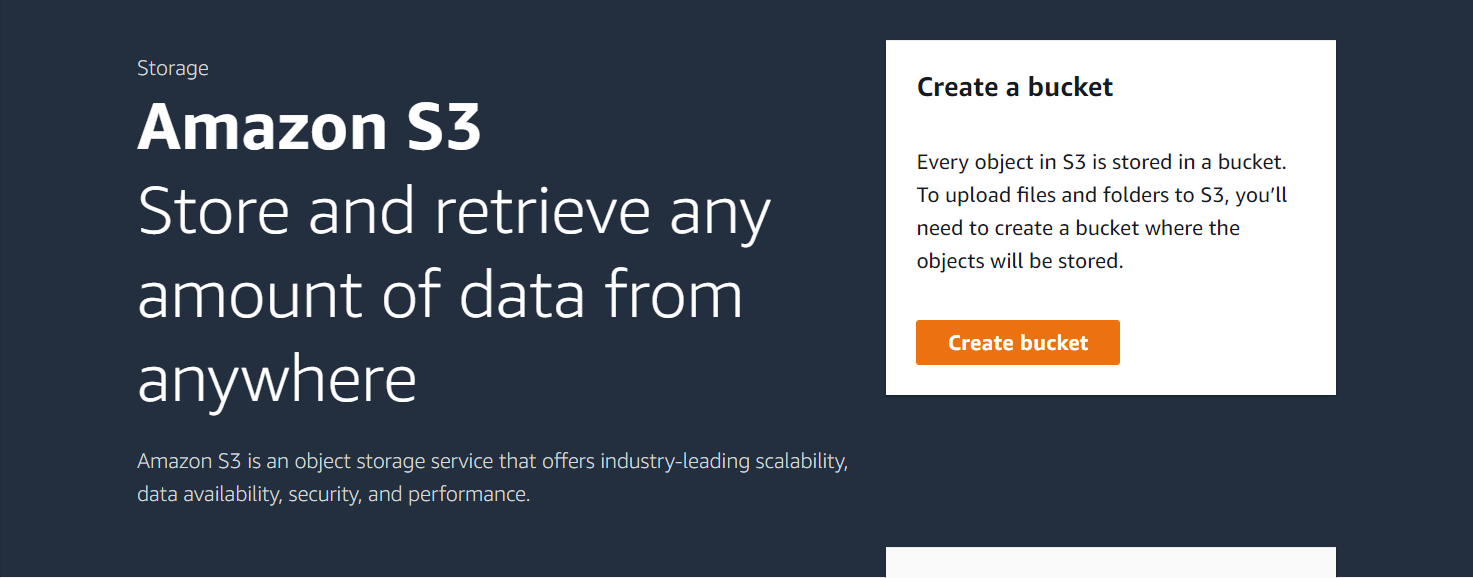 Storage
Amazon S3
Store and retrieve any
amount of data from
anywhere
Amazon S3 is an object storage service that offers industry-leading scalability,
data availability, security, and performance.
Create a bucket
Every object in S3 is stored in a bucket.
To upload files and folders to S3, you’ll
need to create a bucket where the
objects will be stored.
Create bucket